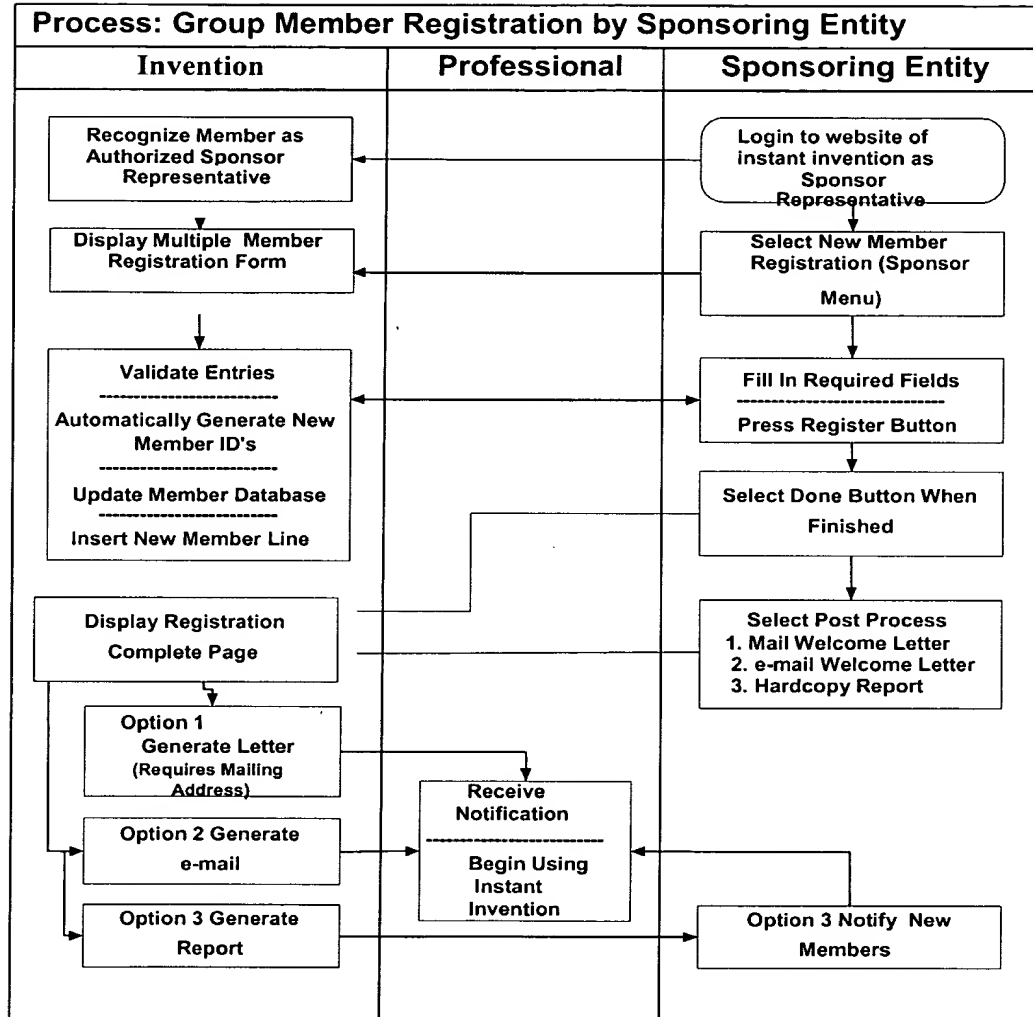 Process: Group Member Registration by Sponsoring Entity
Invention
Professional
Sponsoring Entity
Recognize Member as
Authorized Sponsor
Representative
Login to website of
instant invention as
Sponsor
Representative
Display Multiple Member
Registration Form
Select New Member
Registration (Sponsor
Menu)
Validate Entries
Automatically Generate New
Member ID's
Update Member Database
Insert New Member Line
Fill In Required Fields
Press Register Button
Select Done Button When
Finished
Display Registration
Complete Page
Select Post Process
1. Mail Welcome Letter
2. e-mail Welcome Letter
3. Hardcopy Report
Option 1
Generate Letter
(Requires Mailing
Address)
Receive
Notification
Begin Using
Instant
Invention
Option 2 Generate
e-mail
Option 3 Generate
Report
Option 3 Notify New
Members